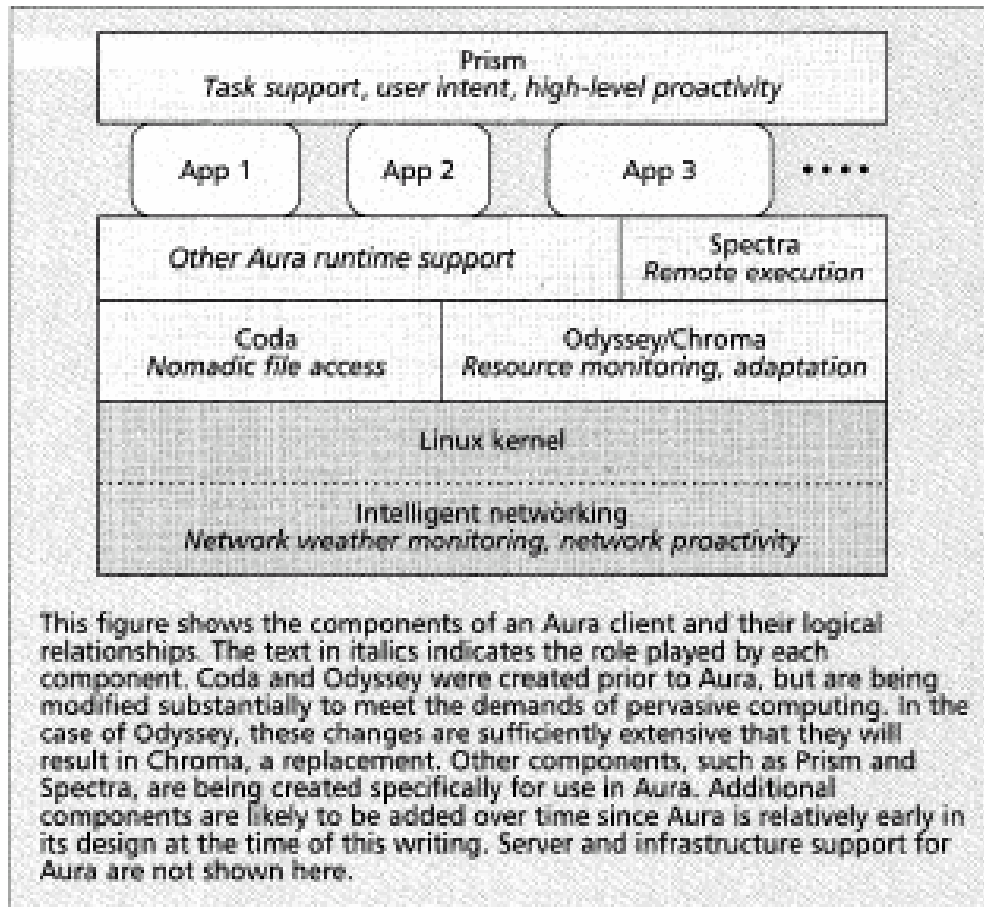 Prism
Task support, user intent, high-level proactivity
App 1
App 2
App 3
••••
Other Aura runtime support
Spectra
Remote execution
Coda
Nomadic file access
Odyssey/Chroma
Resource monitoring, adaptation
Linux kernel
Intelligent networking
Network weather monitoring, network proactivity
This figure shows the components of an Aura client and their logical
relationships. The text in italics indicates the role played by each
component. Coda and Odyssey were created prior to Aura, but are being
modified substantially to meet the demands of pervasive computing. In the
case of Odyssey, these changes are sufficiently extensive that they will
result in Chroma, a replacement. Other components, such as Prism and
Spectra, are being created specifically for use in Aura. Additional
components are likely to be added over time since Aura is relatively early in
its design at the time of this writing. Server and infrastructure support for
Aura are not shown here.